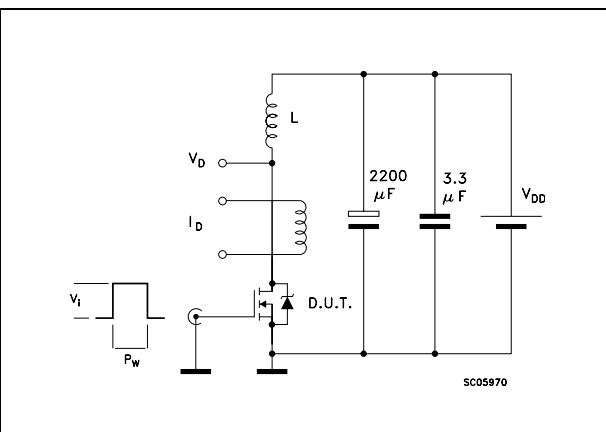 L
V_D
2200
μF
3.3
μF
V_DD
I_D
V_i
D.U.T.
P_W
SC05970